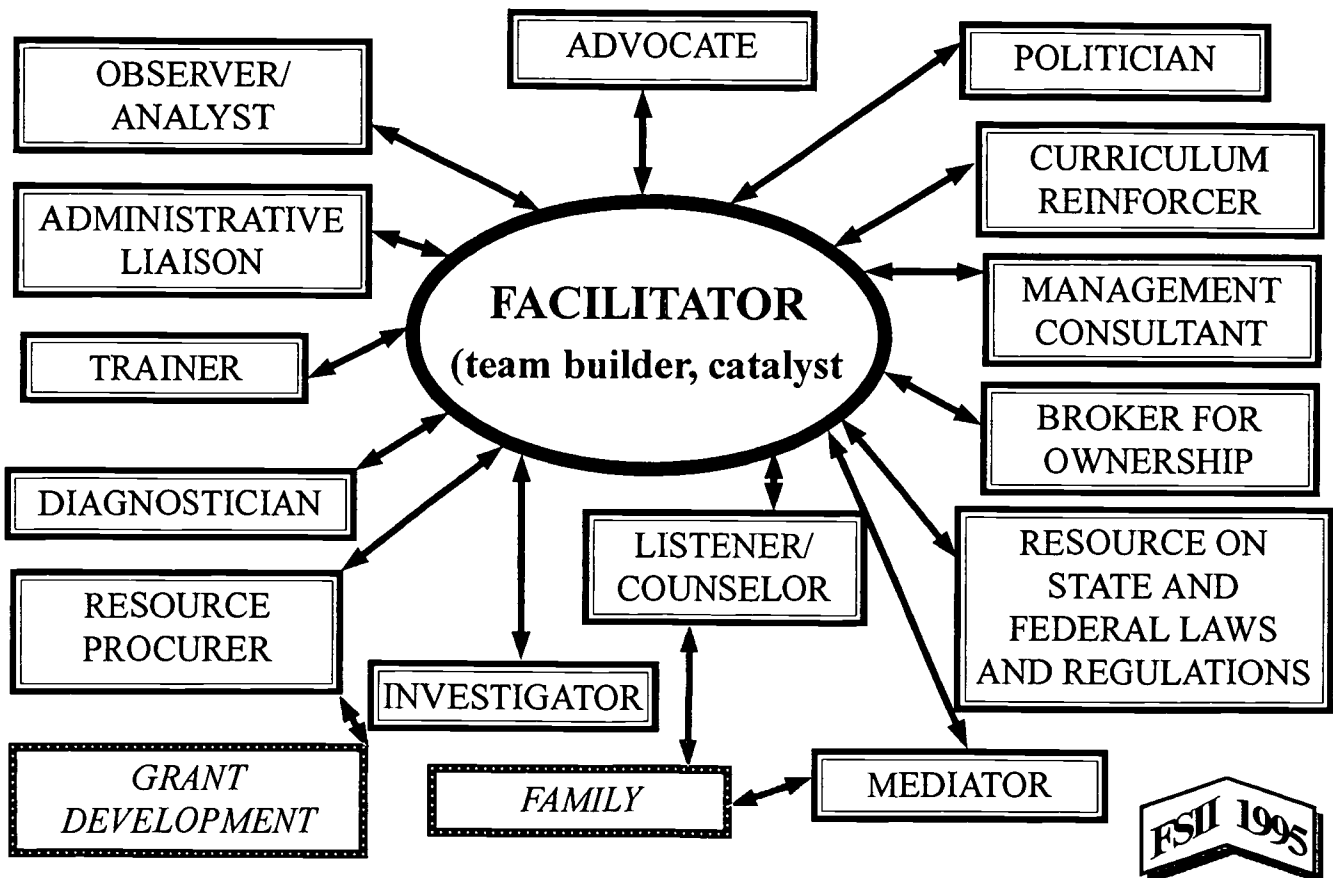 ADVOCATE
POLITICIAN
OBSERVER/
ANALYST
CURRICULUM
REINFORCER
ADMINISTRATIVE
LIAISON
MANAGEMENT
CONSULTANT
FACILITATOR
(team builder, catalyst
TRAINER
BROKER FOR
OWNERSHIP
DIAGNOSTICIAN
LISTENER/
COUNSELOR
RESOURCE ON
STATE AND
FEDERAL LAWS
AND REGULATIONS
RESOURCE
PROCURER
INVESTIGATOR
GRANT
DEVELOPMENT
FAMILY
MEDIATOR
FSII 1995